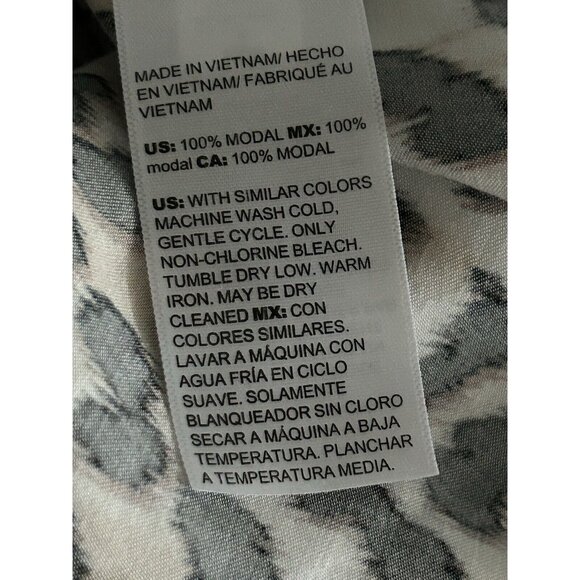 MADE IN VIETNAM/ HECHO
EN VIETNAM/ FABRIQUÉ AU
VIETNAM
US: 100% MODAL MX: 100%
modal CA: 100% MODAL
US: WITH SIMILAR COLORS
MACHINE WASH COLD,
GENTLE CYCLE. ONLY
NON-CHLORINE BLEACH.
TUMBLE DRY LOW. WARM
IRON. MAY BE DRY
CLEANED MX: CON
COLORES SIMILARES.
LAVAR A MÁQUINA CON
AGUA FRÍA EN CICLO
SUAVE. SOLAMENTE
BLANQUEADOR SIN CLORO
SECAR A MÁQUINA A BAJA
TEMPERATURA. PLANCHAR
A TEMPERATURA MEDIA.